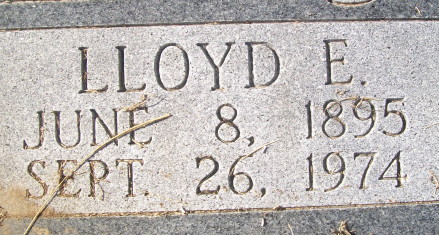 LLOYD E.
JUNE 8, 1895
SEPT. 26, 1974